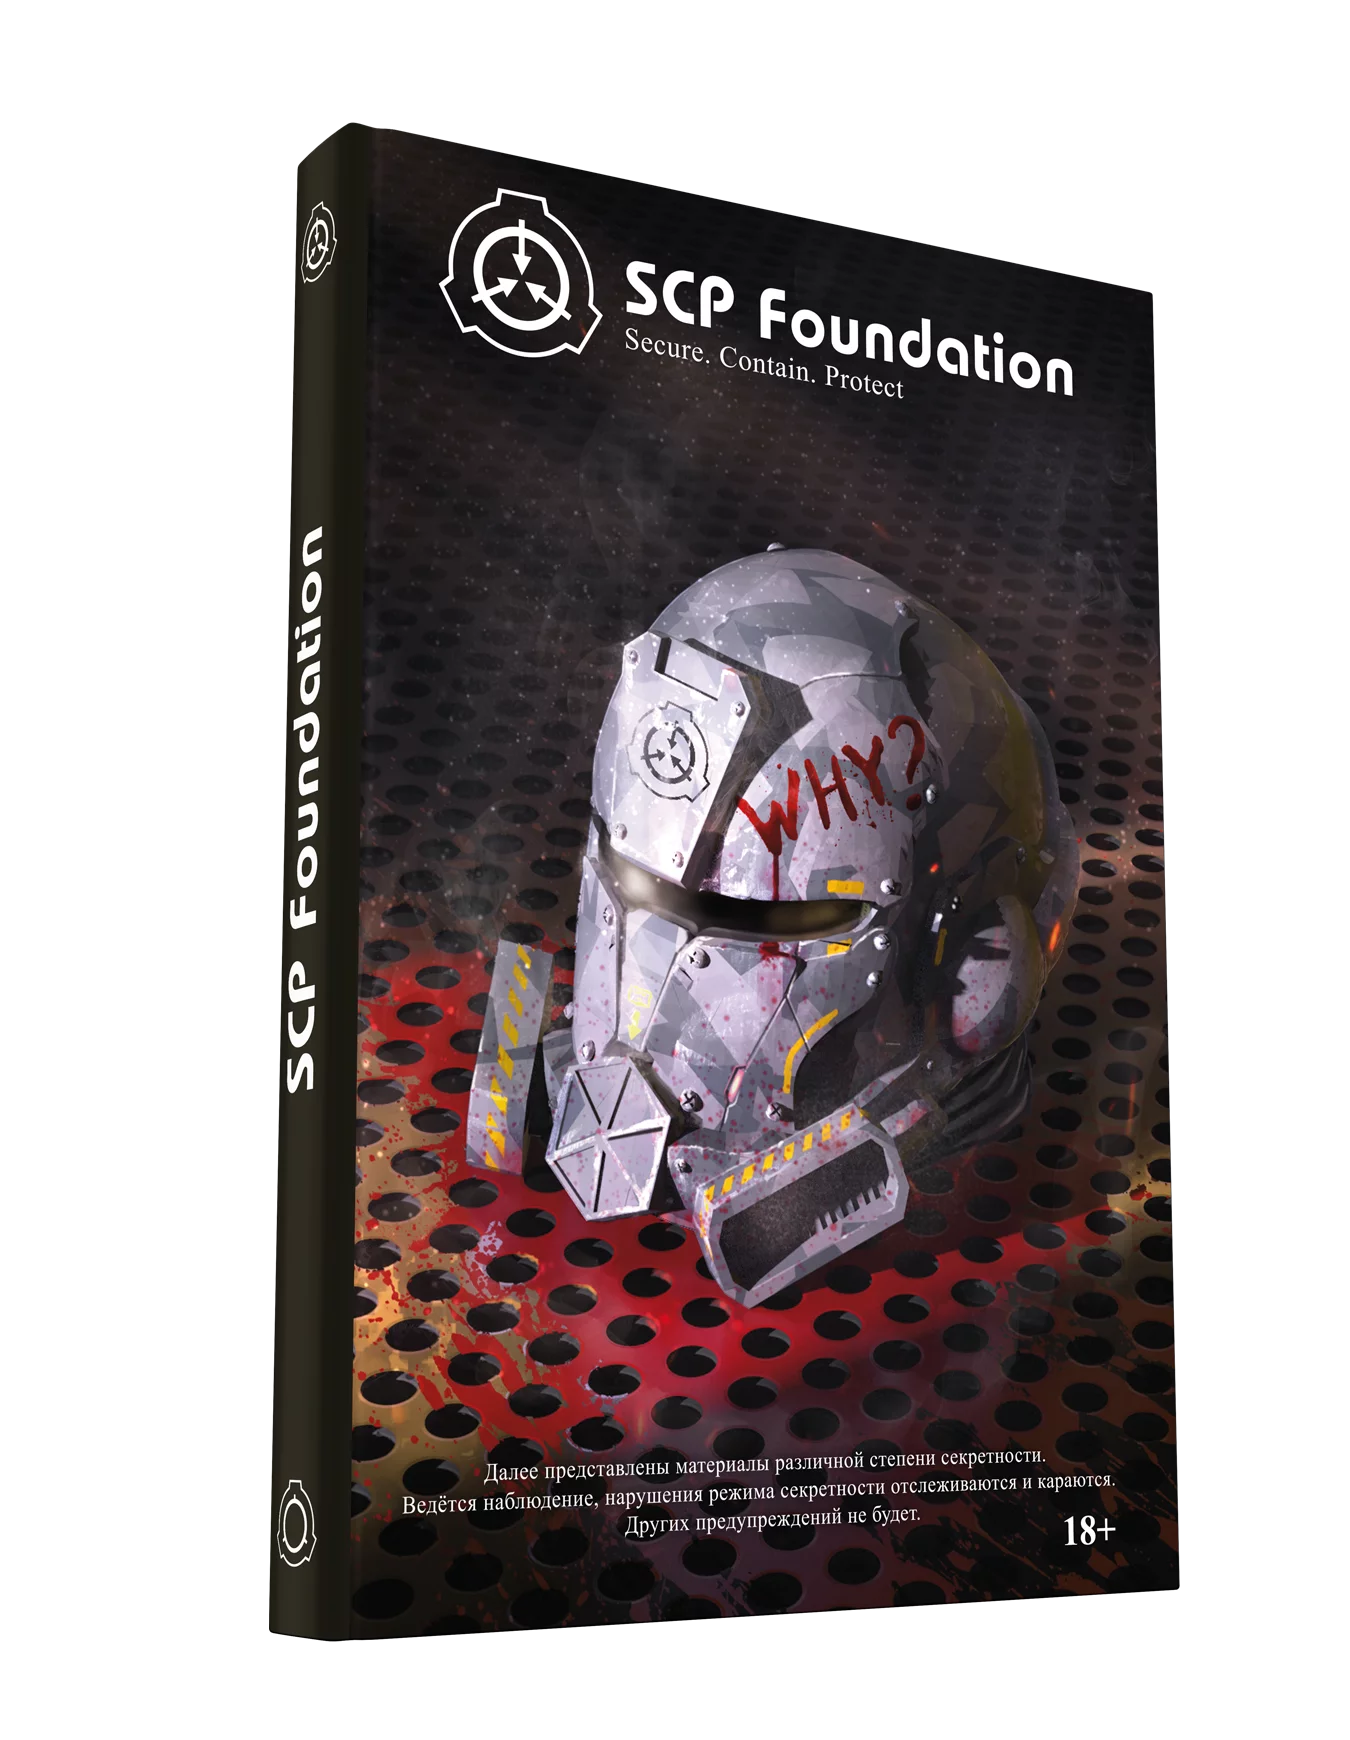 SCP Foundation
SCP Foundation
Secure. Contain. Protect
WHY?
Далее представлены материалы различной степени секретности.
Ведётся наблюдение, нарушения режима секретности отслеживаются и караются.
Других предупреждений не будет.
18+